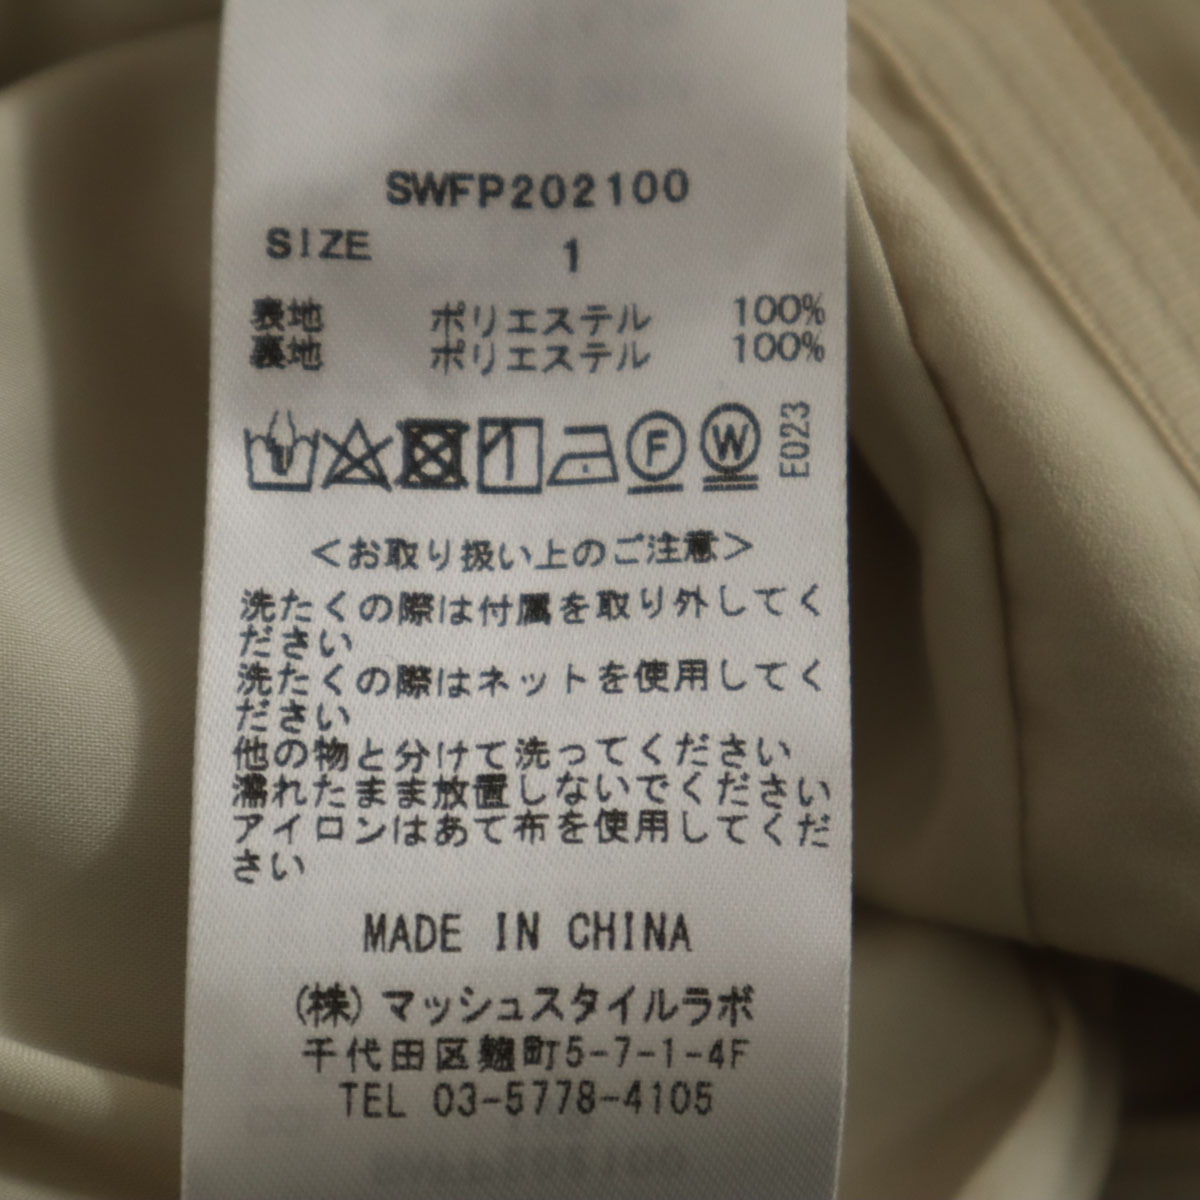 SWFP202100
SIZE 1
表地 ポリエステル 100%
裏地 ポリエステル 100%
F W E023
<お取り扱い上のご注意>
洗たくの際は付属を取り外してく
ださい
洗たくの際はネットを使用してく
ださい
他の物と分けて洗ってください
濡れたまま放置しないでください
アイロンはあて布を使用してくだ
さい
MADE IN CHINA
(株)マッシュスタイルラボ
千代田区麹町5-7-1-4F
TEL 03-5778-4105